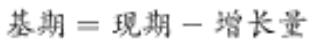 基期 = 现期 − 增长量